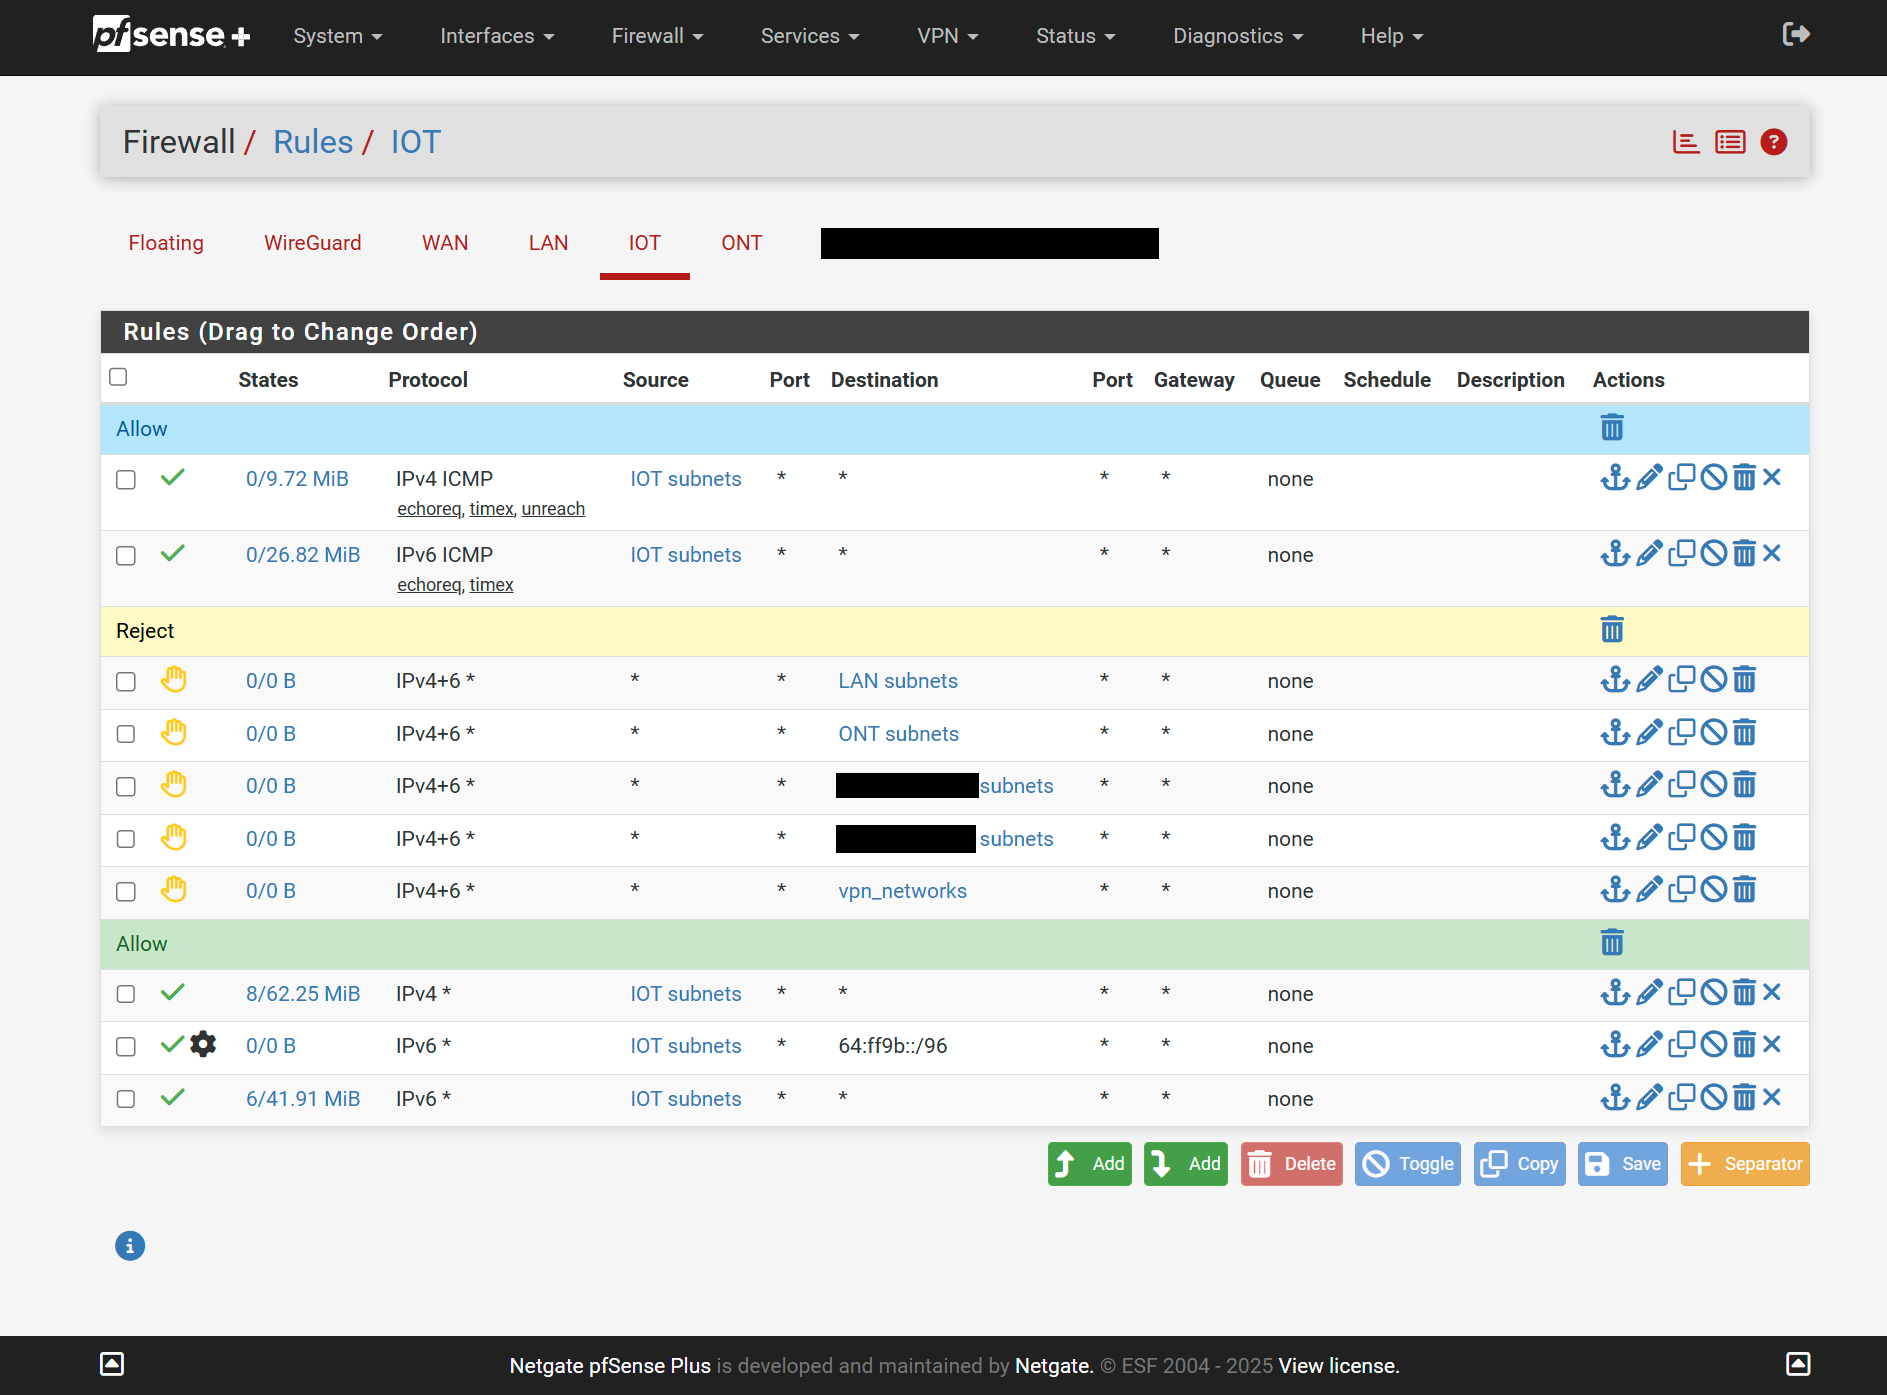 pfsense +
System Interfaces Firewall Services VPN Status Diagnostics Help
Firewall / Rules / IOT
?
Floating WireGuard WAN LAN IOT ONT
Rules (Drag to Change Order)
States Protocol Source Port Destination Port Gateway Queue Schedule Description Actions
Allow
0/9.72 MiB IPv4 ICMP IOT subnets * * * * none
echoreq, timex, unreach
0/26.82 MiB IPv6 ICMP IOT subnets * * * * none
echoreq, timex
Reject
0/0 B IPv4+6 * * * LAN subnets * * none
0/0 B IPv4+6 * * * ONT subnets * * none
0/0 B IPv4+6 * * * subnets * * none
0/0 B IPv4+6 * * * subnets * * none
0/0 B IPv4+6 * * * vpn_networks * * none
Allow
8/62.25 MiB IPv4 * IOT subnets * * * * none
0/0 B IPv6 * IOT subnets * 64:ff9b::/96 * * none
6/41.91 MiB IPv6 * IOT subnets * * * * none
Add Add Delete Toggle Copy Save Separator
i
Netgate pfSense Plus is developed and maintained by Netgate. © ESF 2004 - 2025 View license.